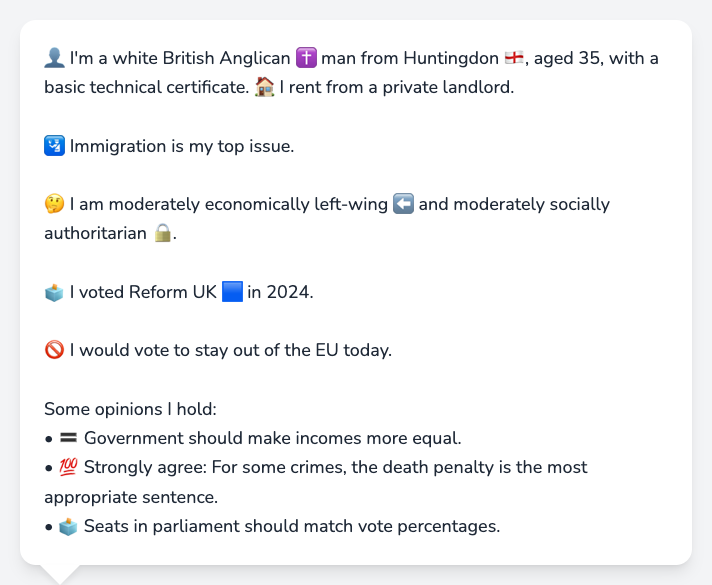 👤 I'm a white British Anglican ✝️ man from Huntingdon 🏴󠁧󠁢󠁥󠁮󠁧󠁿, aged 35, with a
basic technical certificate. 🏠 I rent from a private landlord.
🛂 Immigration is my top issue.
🤔 I am moderately economically left-wing ⬅️ and moderately socially
authoritarian 🔒.
🗳️ I voted Reform UK 🟦 in 2024.
🚫 I would vote to stay out of the EU today.
Some opinions I hold:
• 🟰 Government should make incomes more equal.
• 💯 Strongly agree: For some crimes, the death penalty is the most
appropriate sentence.
• 🗳️ Seats in parliament should match vote percentages.